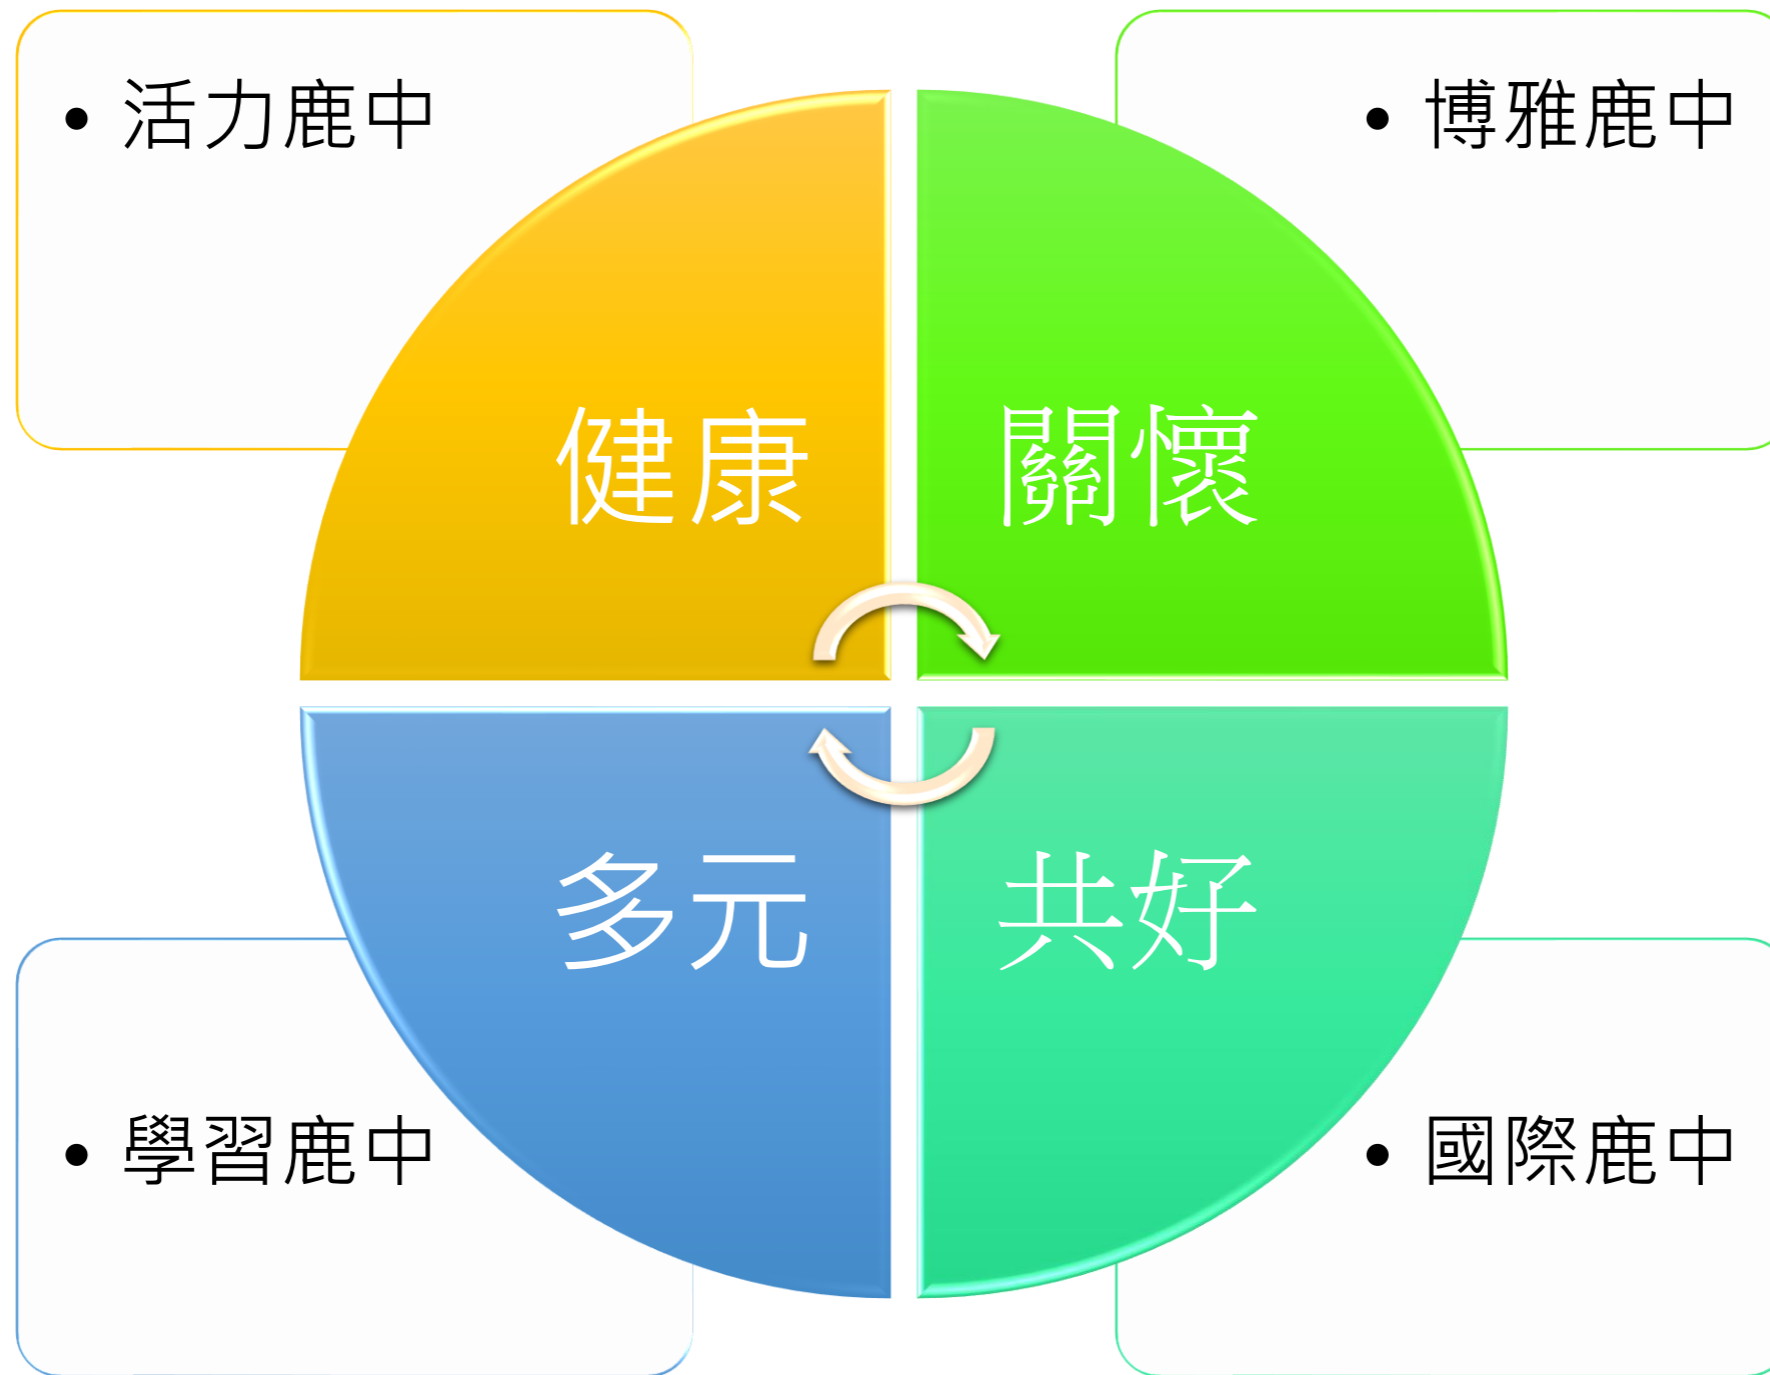 • 活力鹿中
• 博雅鹿中
健康
關懷
多元
共好
• 學習鹿中
• 國際鹿中